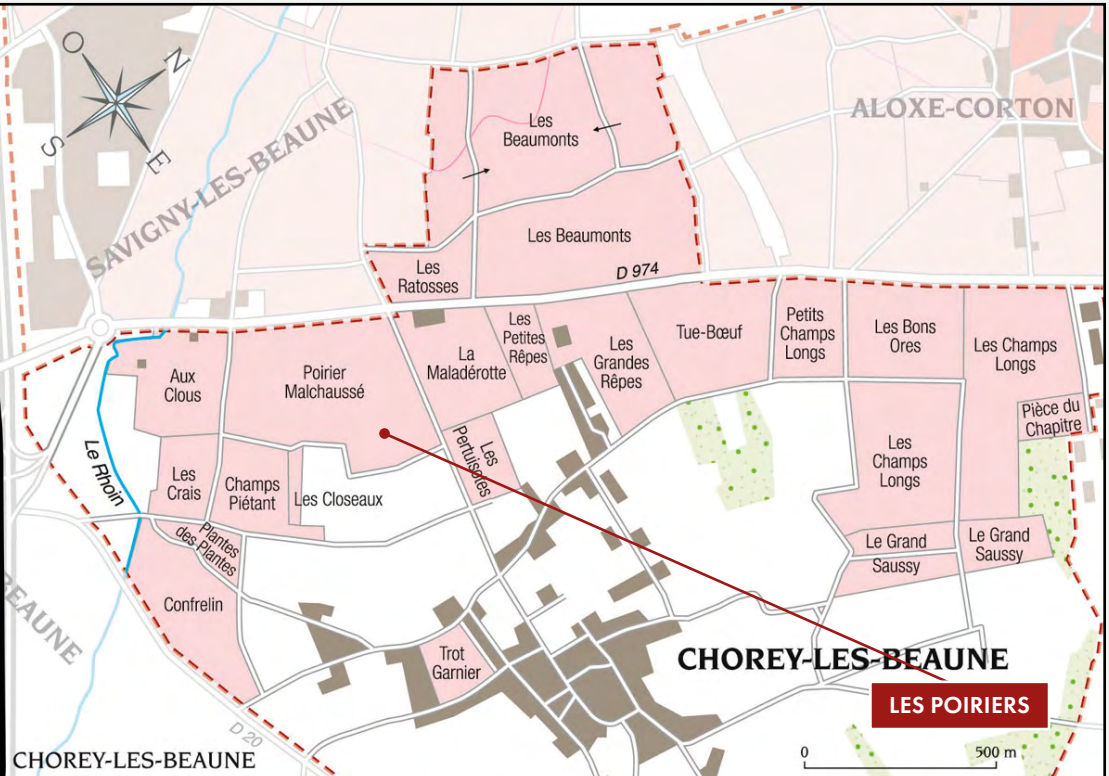 O
N
S
E
SAVIGNY-LES-BEAUNE
ALOXE-CORTON
Les
Beaumonts
Les Beaumonts
D 974
Les
Ratosses
Aux
Clous
Poirier
Malchaussé
La
Maladérotte
Les
Petites
Rêpes
Les
Grandes
Rêpes
Tue-Bœuf
Petits
Champs
Longs
Les Bons
Ores
Les Champs
Longs
Pièce du
Chapitre
Le Rhoin
Les
Crais
Champs
Piétant
Les Closeaux
Les
Pertuisotes
Les
Champs
Longs
Plantes
des Plantes
Le Grand
Saussy
Le Grand
Saussy
Confrelin
BEAUNE
Trot
Garnier
CHOREY-LES-BEAUNE
LES POIRIERS
D 20
CHOREY-LES-BEAUNE
0 500 m